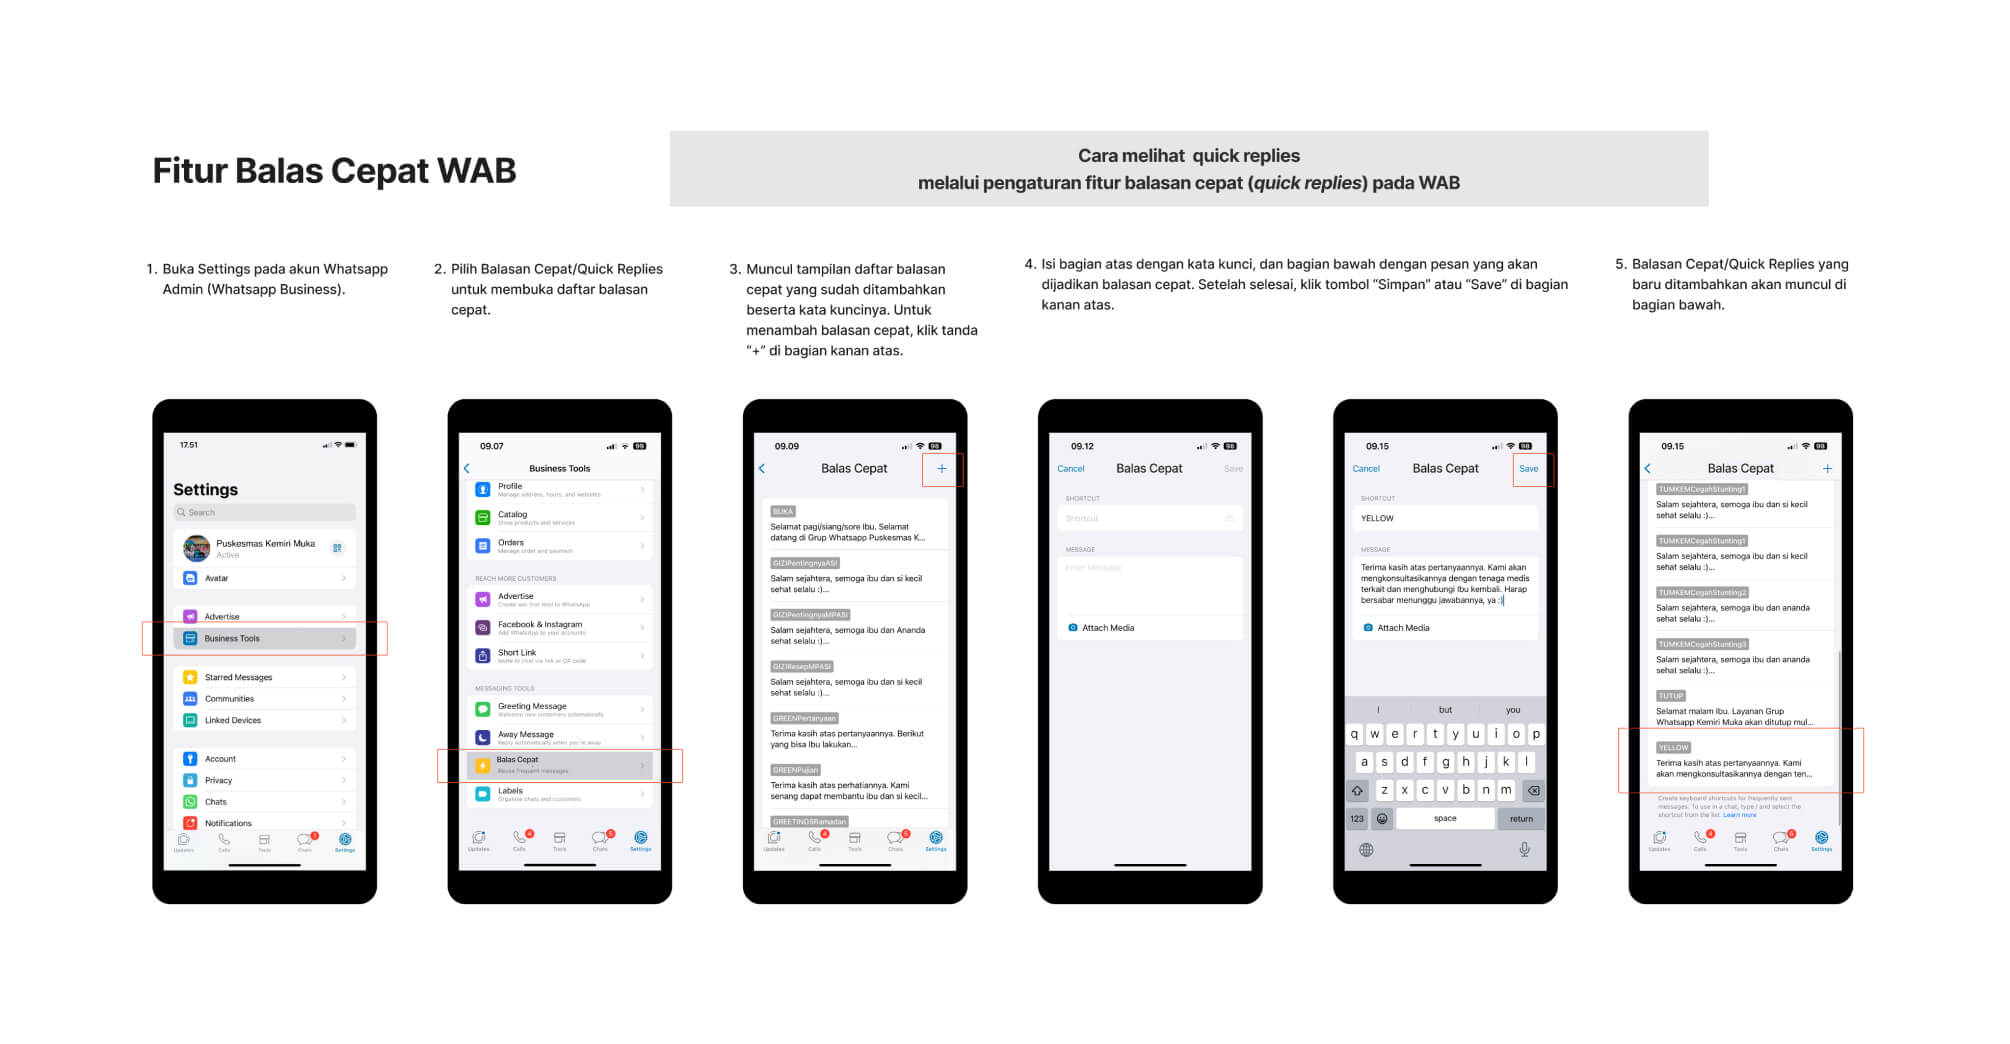 Fitur Balas Cepat WAB
Cara melihat quick replies
melalui pengaturan fitur balasan cepat (quick replies) pada WAB
1. Buka Settings pada akun Whatsapp
Admin (Whatsapp Business).
2. Pilih Balasan Cepat/Quick Replies
untuk membuka daftar balasan
cepat.
3. Muncul tampilan daftar balasan
cepat yang sudah ditambahkan
beserta kata kuncinya. Untuk
menambah balasan cepat, klik tanda
“+” di bagian kanan atas.
4. Isi bagian atas dengan kata kunci, dan bagian bawah dengan pesan yang akan
dijadikan balasan cepat. Setelah selesai, klik tombol “Simpan” atau “Save” di bagian
kanan atas.
5. Balasan Cepat/Quick Replies yang
baru ditambahkan akan muncul di
bagian bawah.
17.51
Settings
Search
Puskesmas Kemiri Muka
Active
Avatar
Advertise
Business Tools
Starred Messages
Communities
Linked Devices
Account
Privacy
Chats
Notifications
1
Updates Calls Tools Chats Settings
09.07
98
Business Tools
Profile
Manage address, hours, and websites
Catalog
Show products and services
Orders
Manage order and payment
REACH MORE CUSTOMERS
Advertise
Create ads that lead to WhatsApp
Facebook & Instagram
Add WhatsApp to your accounts
Short Link
Invite to chat via link or QR code
MESSAGING TOOLS
Greeting Message
Welcome new customers automatically
Away Message
Reply automatically when you're away
Balas Cepat
Reuse frequent messages
Labels
Organize chats and customers
4 5
Updates Calls Tools Chats Settings
09.09
98
Balas Cepat +
BUKA
Selamat pagi/siang/sore Ibu. Selamat
datang di Grup Whatsapp Puskesmas K...
GIZIPentingnyaASI
Salam sejahtera, semoga ibu dan si kecil
sehat selalu :)...
GIZIPentingnyaMPASI
Salam sejahtera, semoga ibu dan Ananda
sehat selalu :)...
GIZIResepMPASI
Salam sejahtera, semoga ibu dan si kecil
sehat selalu :)...
GREENPertanyaan
Terima kasih atas pertanyaannya. Berikut
yang bisa Ibu lakukan...
GREENPujian
Terima kasih atas perhatiannya. Kami
senang dapat membantu ibu dan si kecil...
GREETINGSRamadan
4 5
Updates Calls Tools Chats Settings
09.12
98
Cancel Balas Cepat Save
SHORTCUT
Shortcut 25
MESSAGE
Enter Message
Attach Media
09.15
98
Cancel Balas Cepat Save
SHORTCUT
YELLOW
MESSAGE
Terima kasih atas pertanyaannya. Kami akan
mengkonsultasikannya dengan tenaga medis
terkait dan menghubungi Ibu kembali. Harap
bersabar menunggu jawabannya, ya :)
Attach Media
I but you
q w e r t y u i o p
a s d f g h j k l
z x c v b n m
123 space return
09.15
98
Balas Cepat +
TUMKEMCegahStunting1
Salam sejahtera, semoga ibu dan si kecil
sehat selalu :)...
TUMKEMCegahStunting1
Salam sejahtera, semoga ibu dan si kecil
sehat selalu :)...
TUMKEMCegahStunting2
Salam sejahtera, semoga ibu dan ananda
sehat selalu :)...
TUMKEMCegahStunting3
Salam sejahtera, semoga ibu dan ananda
sehat selalu :)...
TUTUP
Selamat malam Ibu. Layanan Grup
Whatsapp Kemiri Muka akan ditutup mul...
YELLOW
Terima kasih atas pertanyaannya. Kami
akan mengkonsultasikannya dengan ten...
Create keyboard shortcuts for frequently sent
messages. To use in a chat, type / and select the
shortcut from the list. Learn more
4 6
Updates Calls Tools Chats Settings